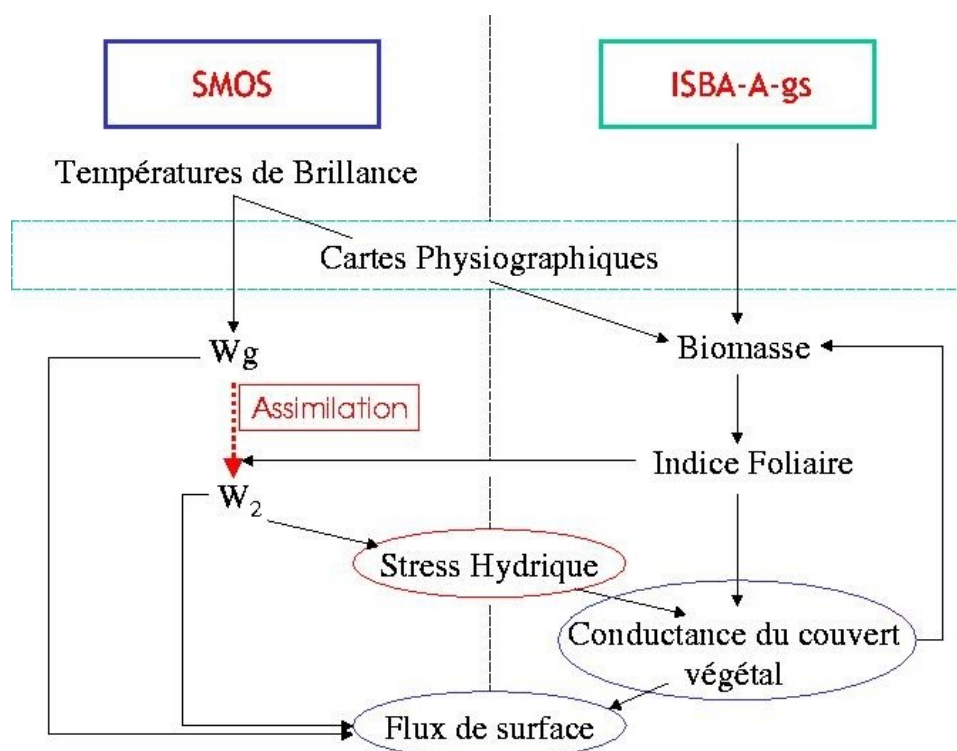 SMOS
ISBA-A-gs
Températures de Brillance
Cartes Physiographiques
Wg
Biomasse
Assimilation
Indice Foliaire
W2
Stress Hydrique
Conductance du couvert
végétal
Flux de surface